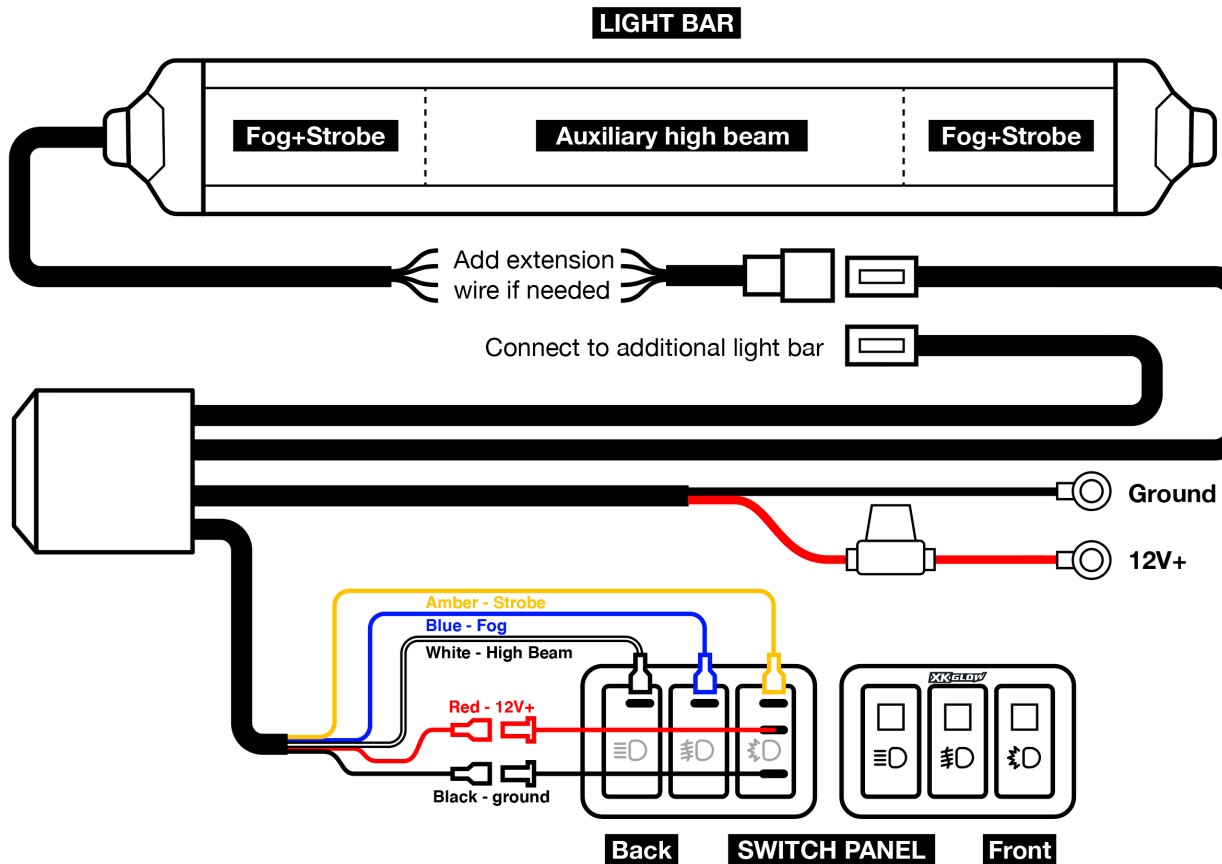 LIGHT BAR
Fog+Strobe
Auxiliary high beam
Fog+Strobe
Add extension
wire if needed
Connect to additional light bar
Ground
12V+
Amber - Strobe
Blue - Fog
White - High Beam
Red - 12V+
Black - ground
XKGLOW
Back
SWITCH PANEL
Front